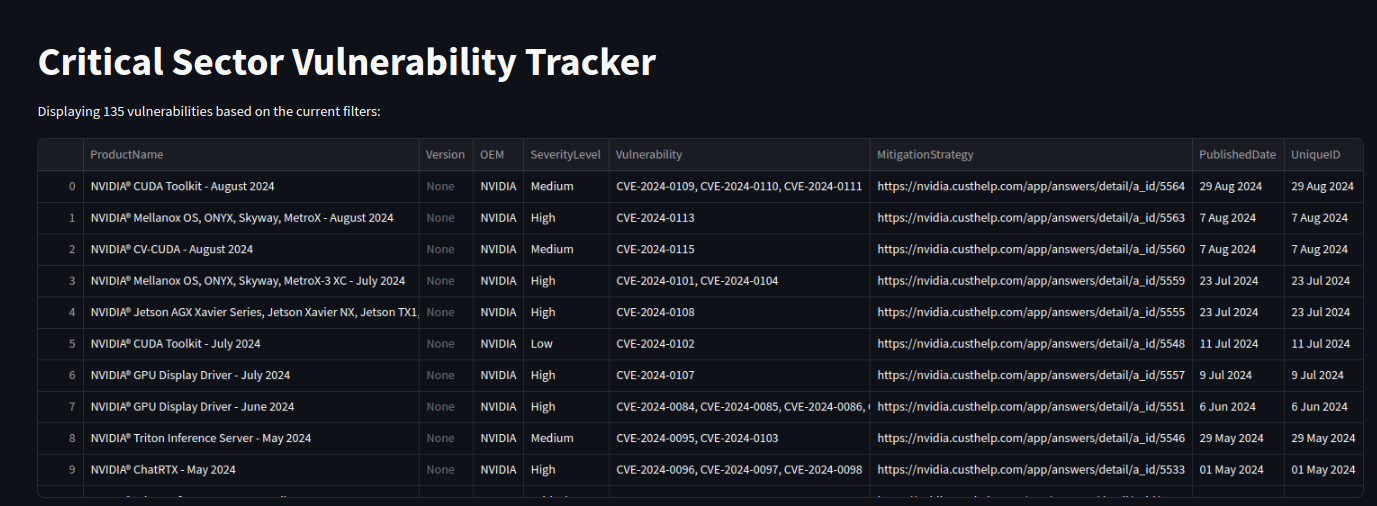 Critical Sector Vulnerability Tracker
Displaying 135 vulnerabilities based on the current filters:
ProductName Version OEM SeverityLevel Vulnerability MitigationStrategy PublishedDate UniqueID
0 NVIDIA® CUDA Toolkit - August 2024 None NVIDIA Medium CVE-2024-0109, CVE-2024-0110, CVE-2024-0111 https://nvidia.custhelp.com/app/answers/detail/a_id/5564 29 Aug 2024 29 Aug 2024
1 NVIDIA® Mellanox OS, ONYX, Skyway, MetroX - August 2024 None NVIDIA High CVE-2024-0113 https://nvidia.custhelp.com/app/answers/detail/a_id/5563 7 Aug 2024 7 Aug 2024
2 NVIDIA® CV-CUDA - August 2024 None NVIDIA Medium CVE-2024-0115 https://nvidia.custhelp.com/app/answers/detail/a_id/5560 7 Aug 2024 7 Aug 2024
3 NVIDIA® Mellanox OS, ONYX, Skyway, MetroX-3 XC - July 2024 None NVIDIA High CVE-2024-0101, CVE-2024-0104 https://nvidia.custhelp.com/app/answers/detail/a_id/5559 23 Jul 2024 23 Jul 2024
4 NVIDIA® Jetson AGX Xavier Series, Jetson Xavier NX, Jetson TX1, None NVIDIA High CVE-2024-0108 https://nvidia.custhelp.com/app/answers/detail/a_id/5555 23 Jul 2024 23 Jul 2024
5 NVIDIA® CUDA Toolkit - July 2024 None NVIDIA Low CVE-2024-0102 https://nvidia.custhelp.com/app/answers/detail/a_id/5548 11 Jul 2024 11 Jul 2024
6 NVIDIA® GPU Display Driver - July 2024 None NVIDIA High CVE-2024-0107 https://nvidia.custhelp.com/app/answers/detail/a_id/5557 9 Jul 2024 9 Jul 2024
7 NVIDIA® GPU Display Driver - June 2024 None NVIDIA High CVE-2024-0084, CVE-2024-0085, CVE-2024-0086, https://nvidia.custhelp.com/app/answers/detail/a_id/5551 6 Jun 2024 6 Jun 2024
8 NVIDIA® Triton Inference Server - May 2024 None NVIDIA Medium CVE-2024-0095, CVE-2024-0103 https://nvidia.custhelp.com/app/answers/detail/a_id/5546 29 May 2024 29 May 2024
9 NVIDIA® ChatRTX - May 2024 None NVIDIA High CVE-2024-0096, CVE-2024-0097, CVE-2024-0098 https://nvidia.custhelp.com/app/answers/detail/a_id/5533 01 May 2024 01 May 2024